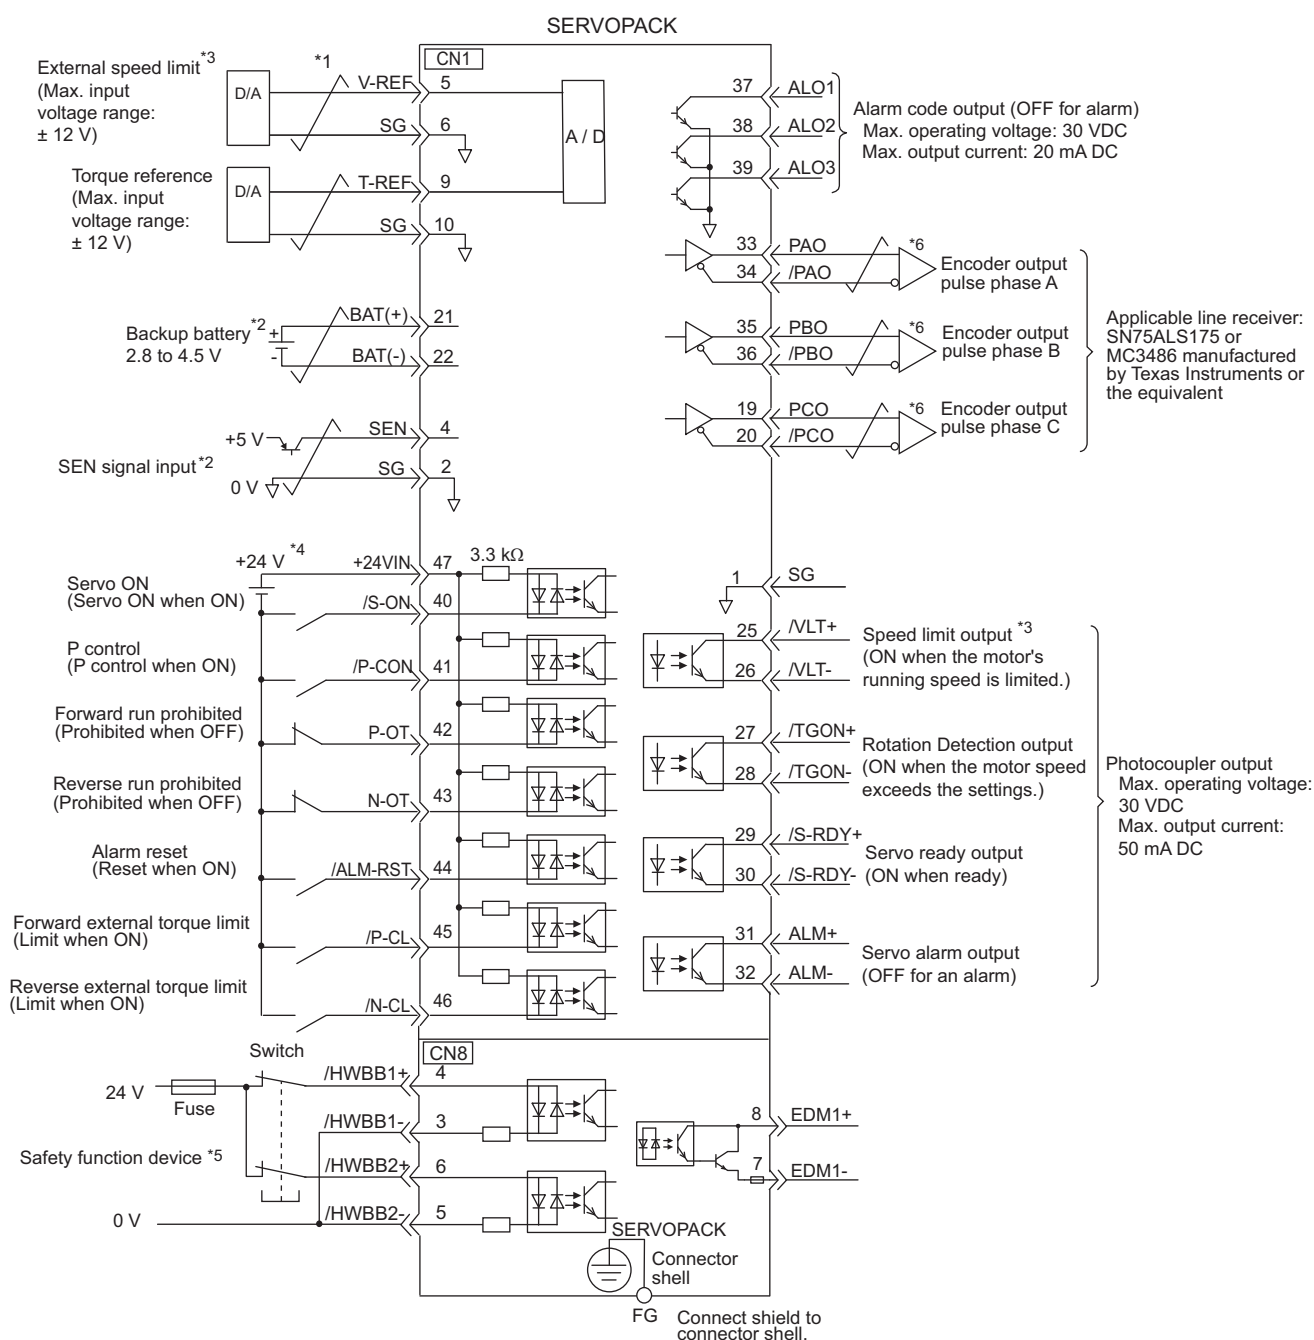 SERVOPACK
CN1
External speed limit*3
(Max. input
voltage range:
± 12 V)
D/A
*1
V-REF
5
SG
6
A / D
Torque reference
(Max. input
voltage range:
± 12 V)
D/A
T-REF
9
SG
10
Backup battery*2
2.8 to 4.5 V
+
-
BAT(+)
21
BAT(-)
22
+5 V
SEN
4
SEN signal input*2
0 V
SG
2
+24 V *4
+24VIN
47
3.3 kΩ
Servo ON
(Servo ON when ON)
/S-ON
40
P control
(P control when ON)
/P-CON
41
Forward run prohibited
(Prohibited when OFF)
P-OT
42
Reverse run prohibited
(Prohibited when OFF)
N-OT
43
Alarm reset
(Reset when ON)
/ALM-RST
44
Forward external torque limit
(Limit when ON)
/P-CL
45
Reverse external torque limit
(Limit when ON)
/N-CL
46
37
ALO1
38
ALO2
39
ALO3
Alarm code output (OFF for alarm)
Max. operating voltage: 30 VDC
Max. output current: 20 mA DC
33
PAO
34
/PAO
*6
Encoder output
pulse phase A
35
PBO
36
/PBO
*6
Encoder output
pulse phase B
19
PCO
20
/PCO
*6
Encoder output
pulse phase C
Applicable line receiver:
SN75ALS175 or
MC3486 manufactured
by Texas Instruments or
the equivalent
1
SG
25
/VLT+
26
/VLT-
Speed limit output *3
(ON when the motor's
running speed is limited.)
27
/TGON+
28
/TGON-
Rotation Detection output
(ON when the motor speed
exceeds the settings.)
29
/S-RDY+
30
/S-RDY-
Servo ready output
(ON when ready)
31
ALM+
32
ALM-
Servo alarm output
(OFF for an alarm)
Photocoupler output
Max. operating voltage:
30 VDC
Max. output current:
50 mA DC
CN8
Switch
24 V
Fuse
/HWBB1+
4
/HWBB1-
3
Safety function device *5
/HWBB2+
6
0 V
/HWBB2-
5
8
EDM1+
7
EDM1-
SERVOPACK
Connector
shell
FG
Connect shield to
connector shell.